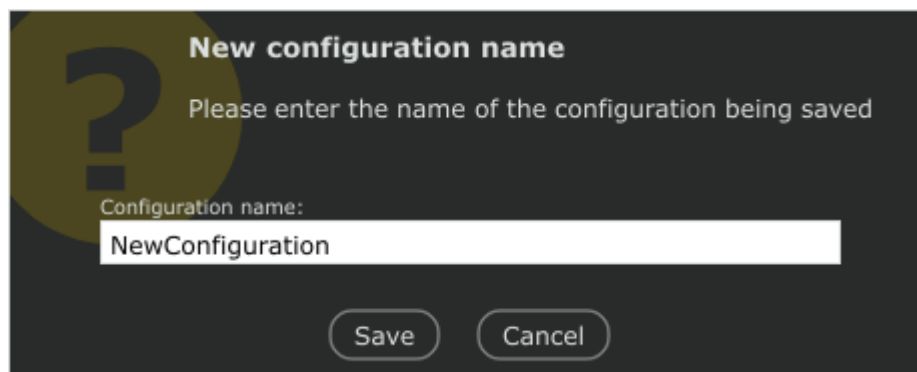 New configuration name
Please enter the name of the configuration being saved
?
Configuration name:
NewConfiguration
Save
Cancel